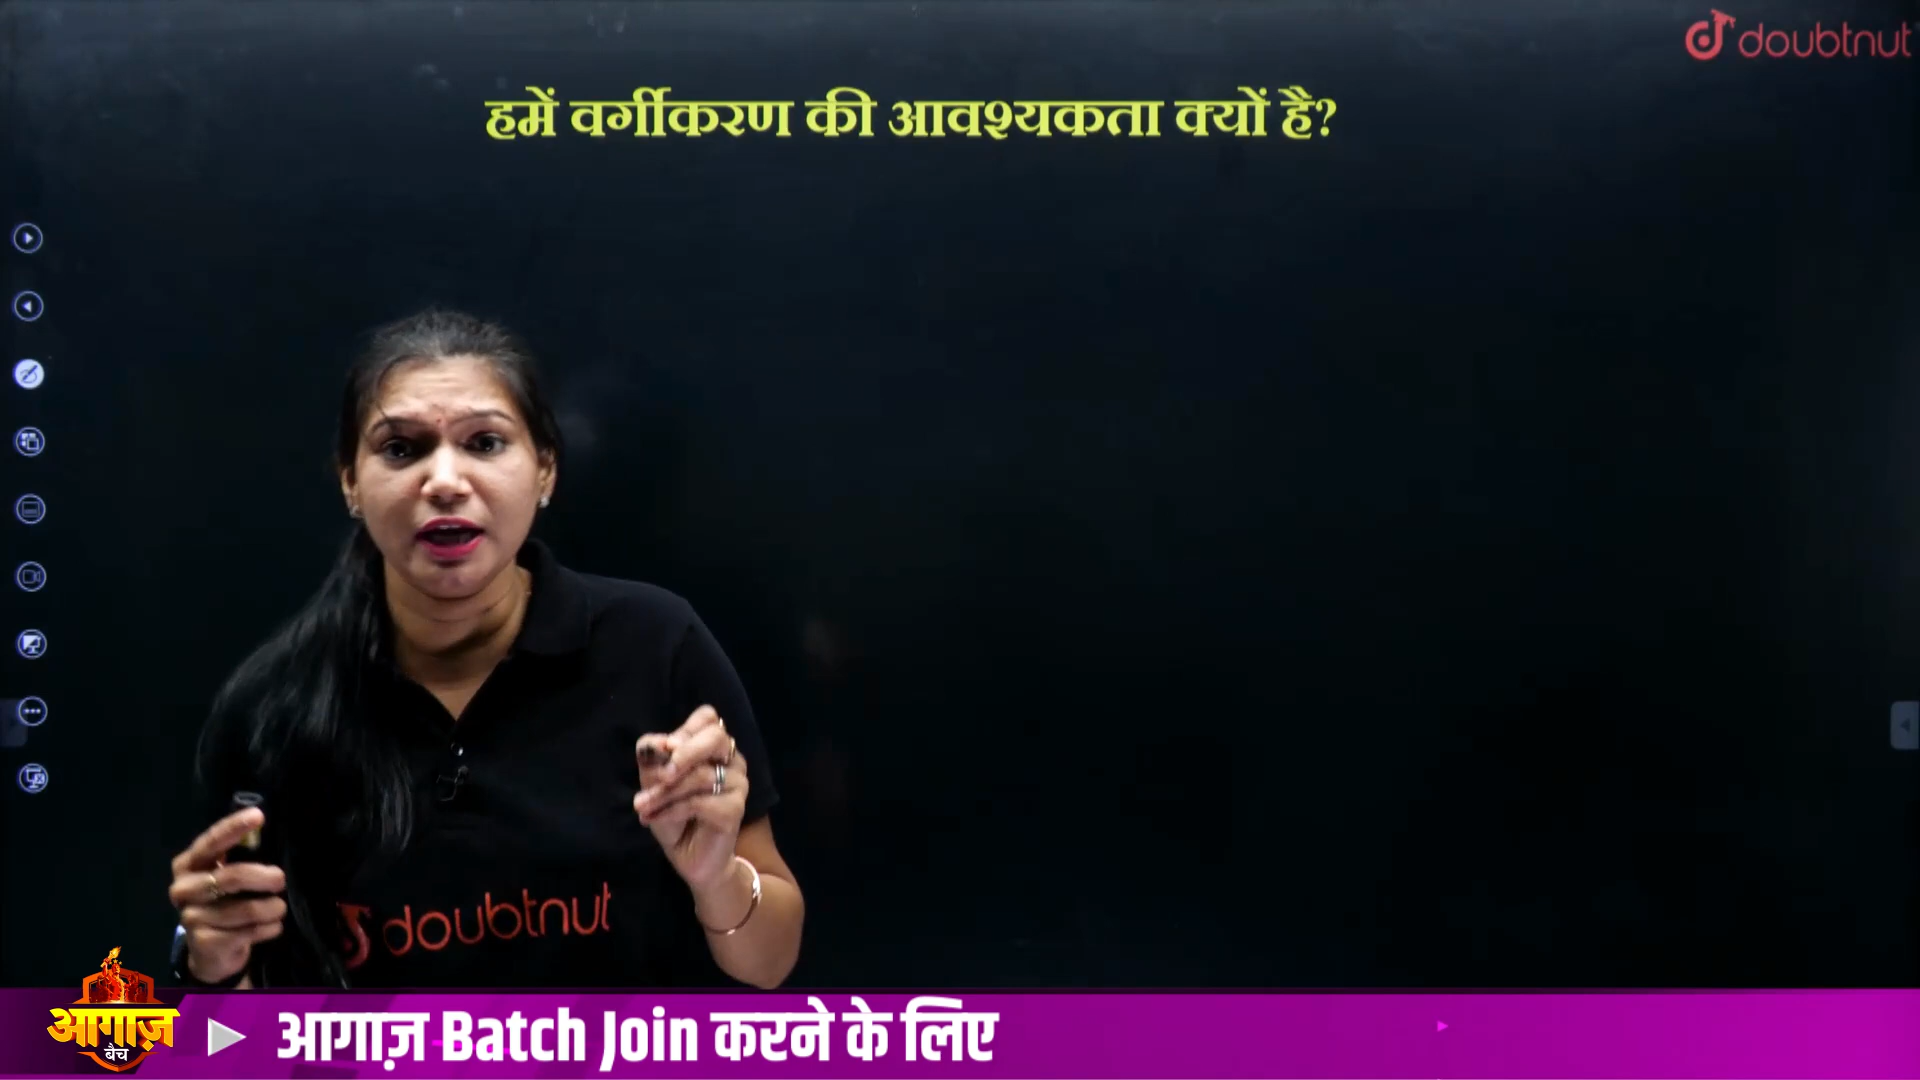 doubtnut
हमें वर्गीकरण की आवश्यकता क्यों है?
doubtnut
आगाज़
बैच
आगाज़ Batch Join करने के लिए